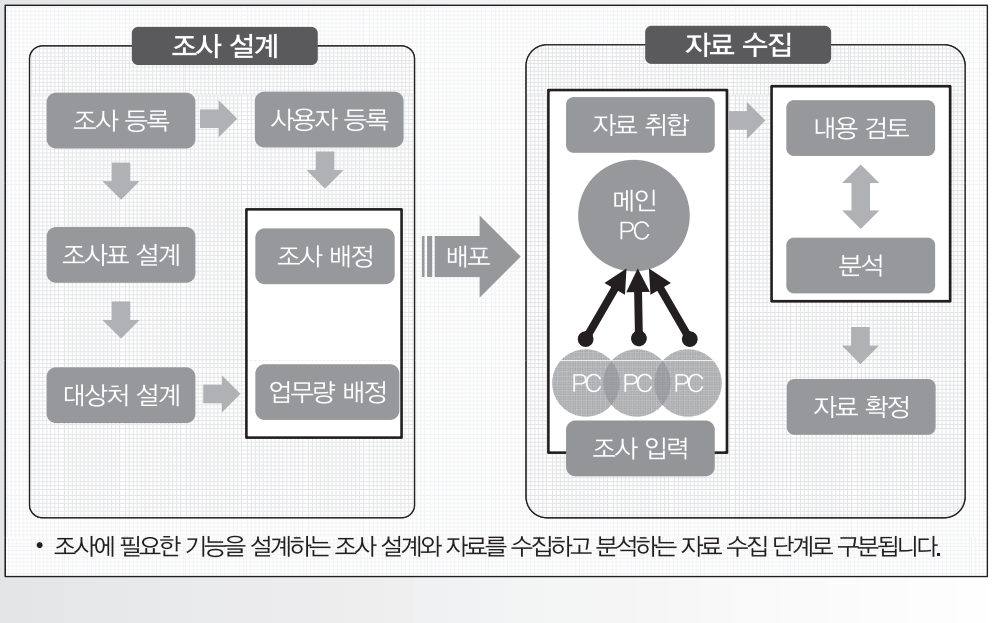 조사 설계
조사 등록
사용자 등록
조사표 설계
조사 배정
대상처 설계
업무량 배정
배포
자료 수집
자료 취합
메인
PC
PC
PC
PC
조사 입력
내용 검토
분석
자료 확정
• 조사에 필요한 기능을 설계하는 조사 설계와 자료를 수집하고 분석하는 자료 수집 단계로 구분됩니다.